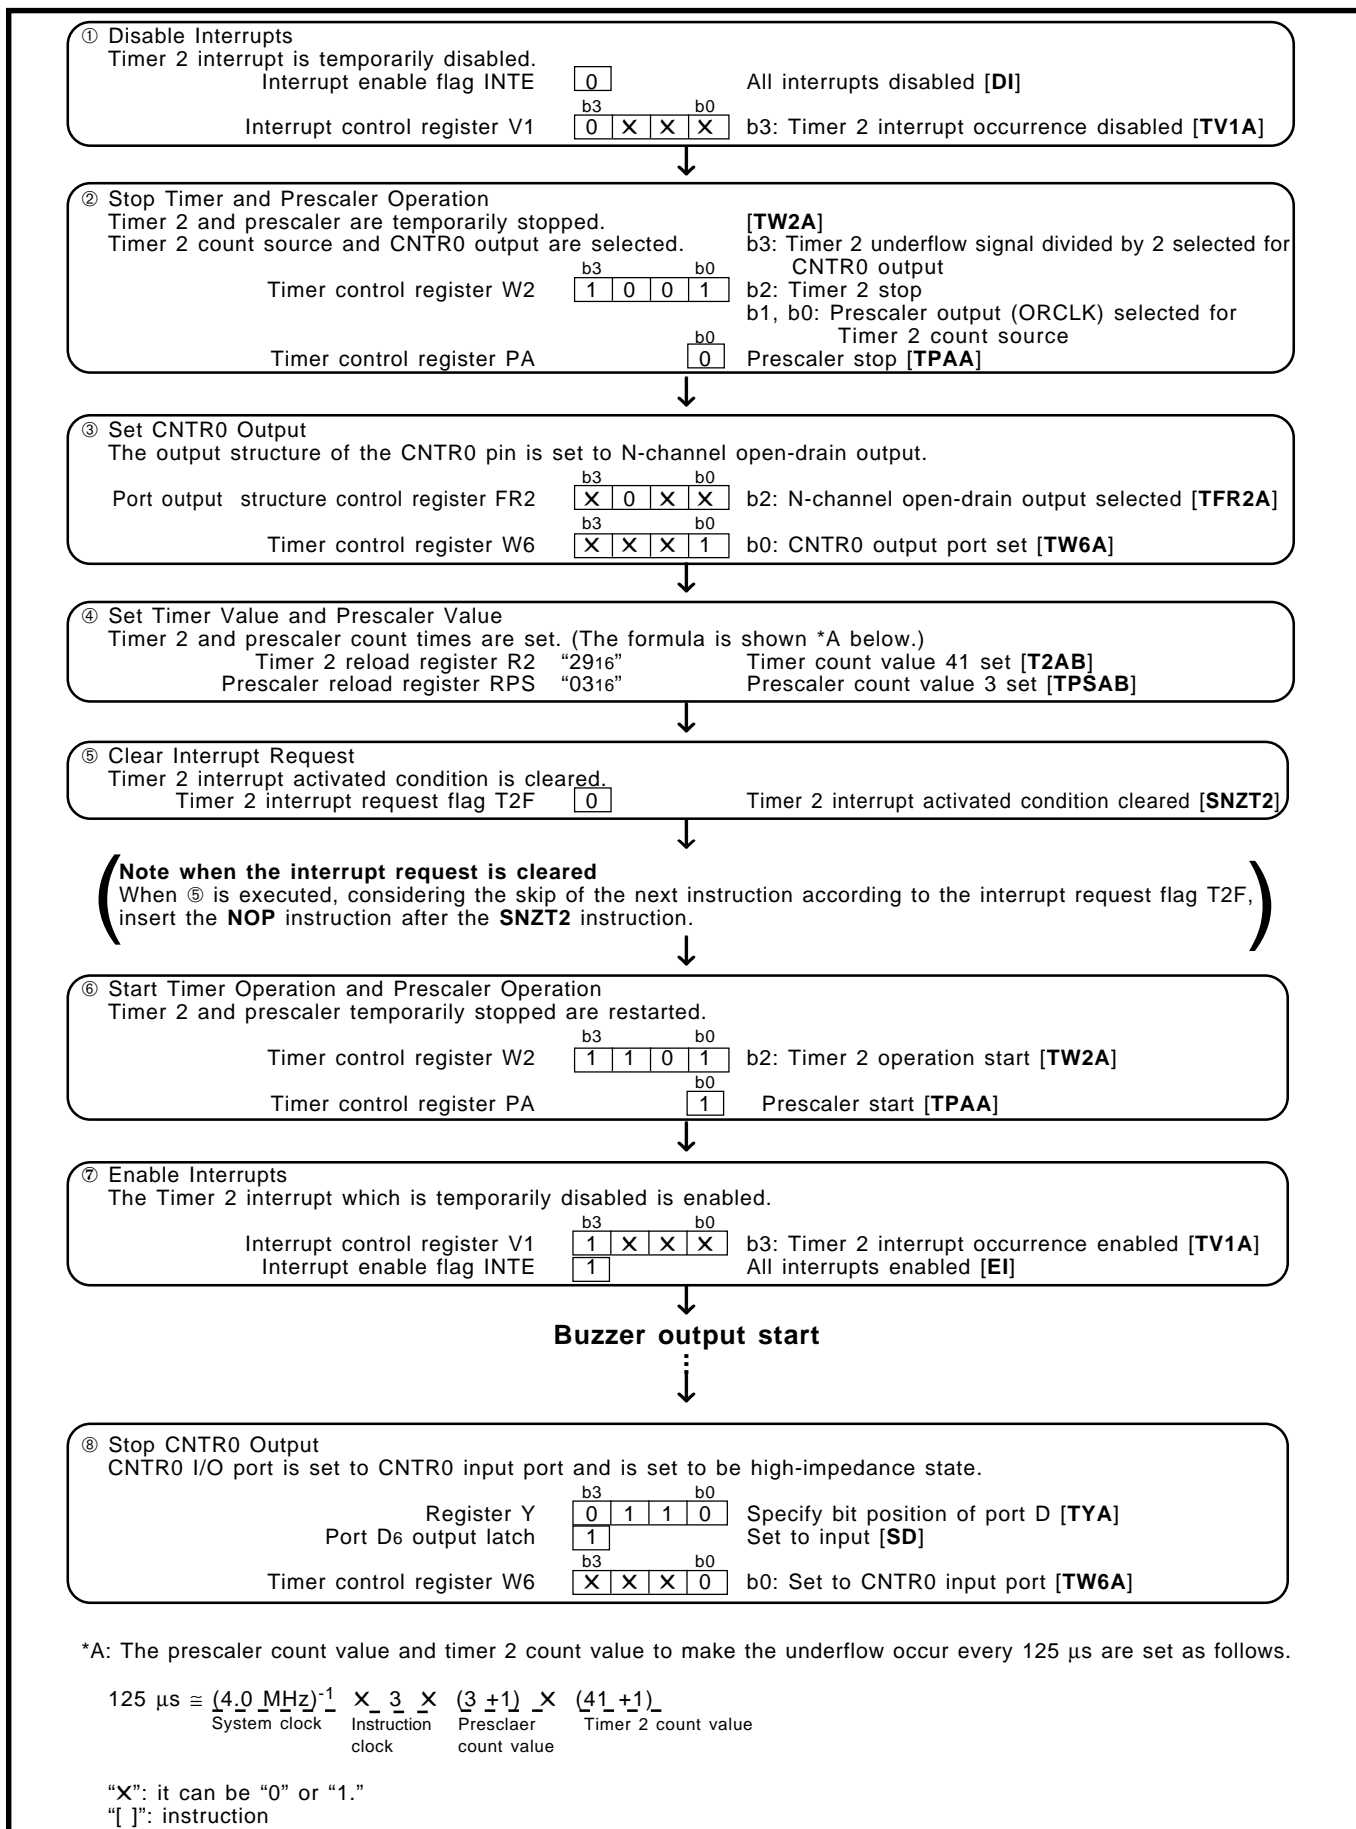 ① Disable Interrupts
Timer 2 interrupt is temporarily disabled.
Interrupt enable flag INTE 0 All interrupts disabled [DI]
b3 b0
Interrupt control register V1 0 ✕ ✕ ✕ b3: Timer 2 interrupt occurrence disabled [TV1A]
② Stop Timer and Prescaler Operation
Timer 2 and prescaler are temporarily stopped. [TW2A]
Timer 2 count source and CNTR0 output are selected. b3: Timer 2 underflow signal divided by 2 selected for
b3 b0 CNTR0 output
Timer control register W2 1 0 0 1 b2: Timer 2 stop
b1, b0: Prescaler output (ORCLK) selected for
b0 Timer 2 count source
Timer control register PA 0 Prescaler stop [TPAA]
③ Set CNTR0 Output
The output structure of the CNTR0 pin is set to N-channel open-drain output.
b3 b0
Port output structure control register FR2 ✕ 0 ✕ ✕ b2: N-channel open-drain output selected [TFR2A]
b3 b0
Timer control register W6 ✕ ✕ ✕ 1 b0: CNTR0 output port set [TW6A]
④ Set Timer Value and Prescaler Value
Timer 2 and prescaler count times are set. (The formula is shown *A below.)
Timer 2 reload register R2 “2916” Timer count value 41 set [T2AB]
Prescaler reload register RPS “0316” Prescaler count value 3 set [TPSAB]
⑤ Clear Interrupt Request
Timer 2 interrupt activated condition is cleared.
Timer 2 interrupt request flag T2F 0 Timer 2 interrupt activated condition cleared [SNZT2]
(Note when the interrupt request is cleared
When ⑤ is executed, considering the skip of the next instruction according to the interrupt request flag T2F,
insert the NOP instruction after the SNZT2 instruction.)
⑥ Start Timer Operation and Prescaler Operation
Timer 2 and prescaler temporarily stopped are restarted.
b3 b0
Timer control register W2 1 1 0 1 b2: Timer 2 operation start [TW2A]
b0
Timer control register PA 1 Prescaler start [TPAA]
⑦ Enable Interrupts
The Timer 2 interrupt which is temporarily disabled is enabled.
b3 b0
Interrupt control register V1 1 ✕ ✕ ✕ b3: Timer 2 interrupt occurrence enabled [TV1A]
Interrupt enable flag INTE 1 All interrupts enabled [EI]
Buzzer output start
⑧ Stop CNTR0 Output
CNTR0 I/O port is set to CNTR0 input port and is set to be high-impedance state.
b3 b0
Register Y 0 1 1 0 Specify bit position of port D [TYA]
Port D6 output latch 1 Set to input [SD]
b3 b0
Timer control register W6 ✕ ✕ ✕ 0 b0: Set to CNTR0 input port [TW6A]
*A: The prescaler count value and timer 2 count value to make the underflow occur every 125 μs are set as follows.
125 μs ≅ (4.0 MHz)-1 ✕ 3 ✕ (3 +1) ✕ (41 +1)
System clock Instruction Presclaer Timer 2 count value
clock count value
“✕”: it can be “0” or “1.”
“[ ]”: instruction